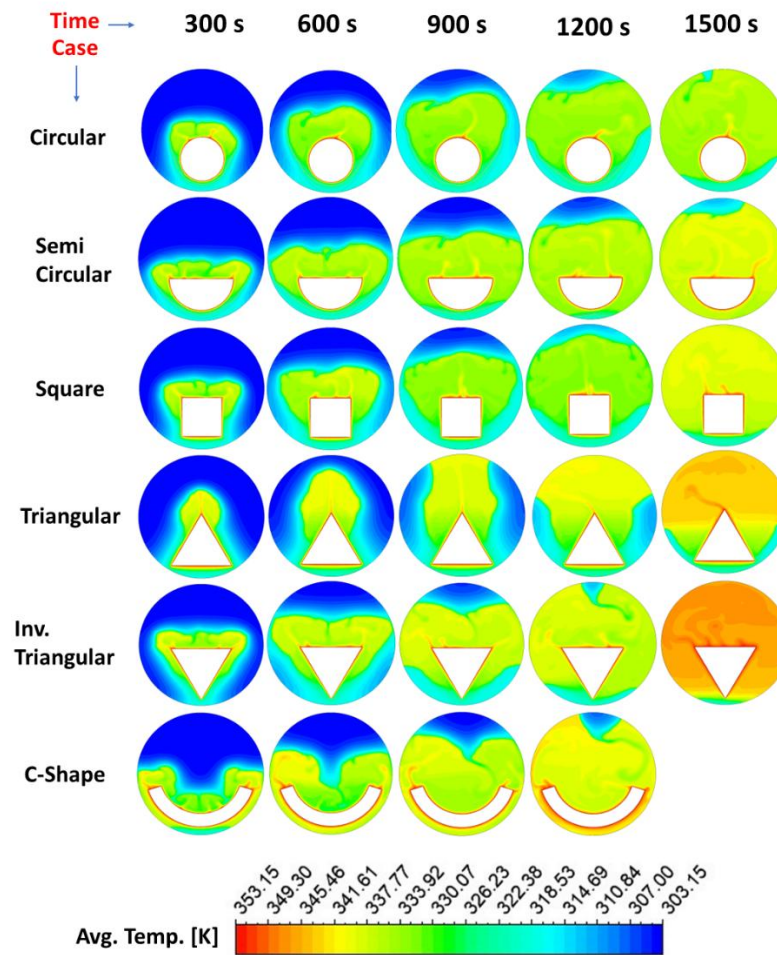 Time
Case
300 s
600 s
900 s
1200 s
1500 s
Circular
Semi
Circular
Square
Triangular
Inv.
Triangular
C-Shape
353.15
349.30
345.46
341.61
337.77
333.92
330.07
326.23
322.38
318.53
314.69
310.84
307.00
303.15
Avg. Temp. [K]